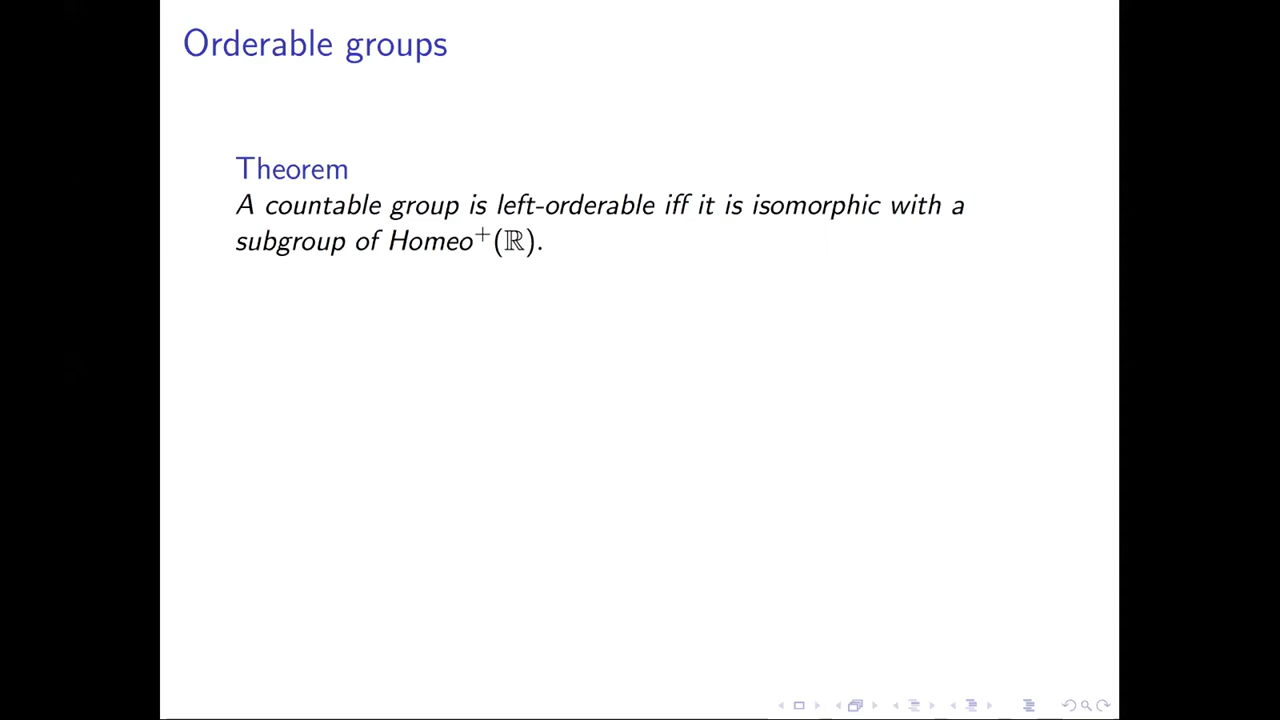 Orderable groups
Theorem
A countable group is left-orderable iff it is isomorphic with a
subgroup of Homeo⁺(ℝ).